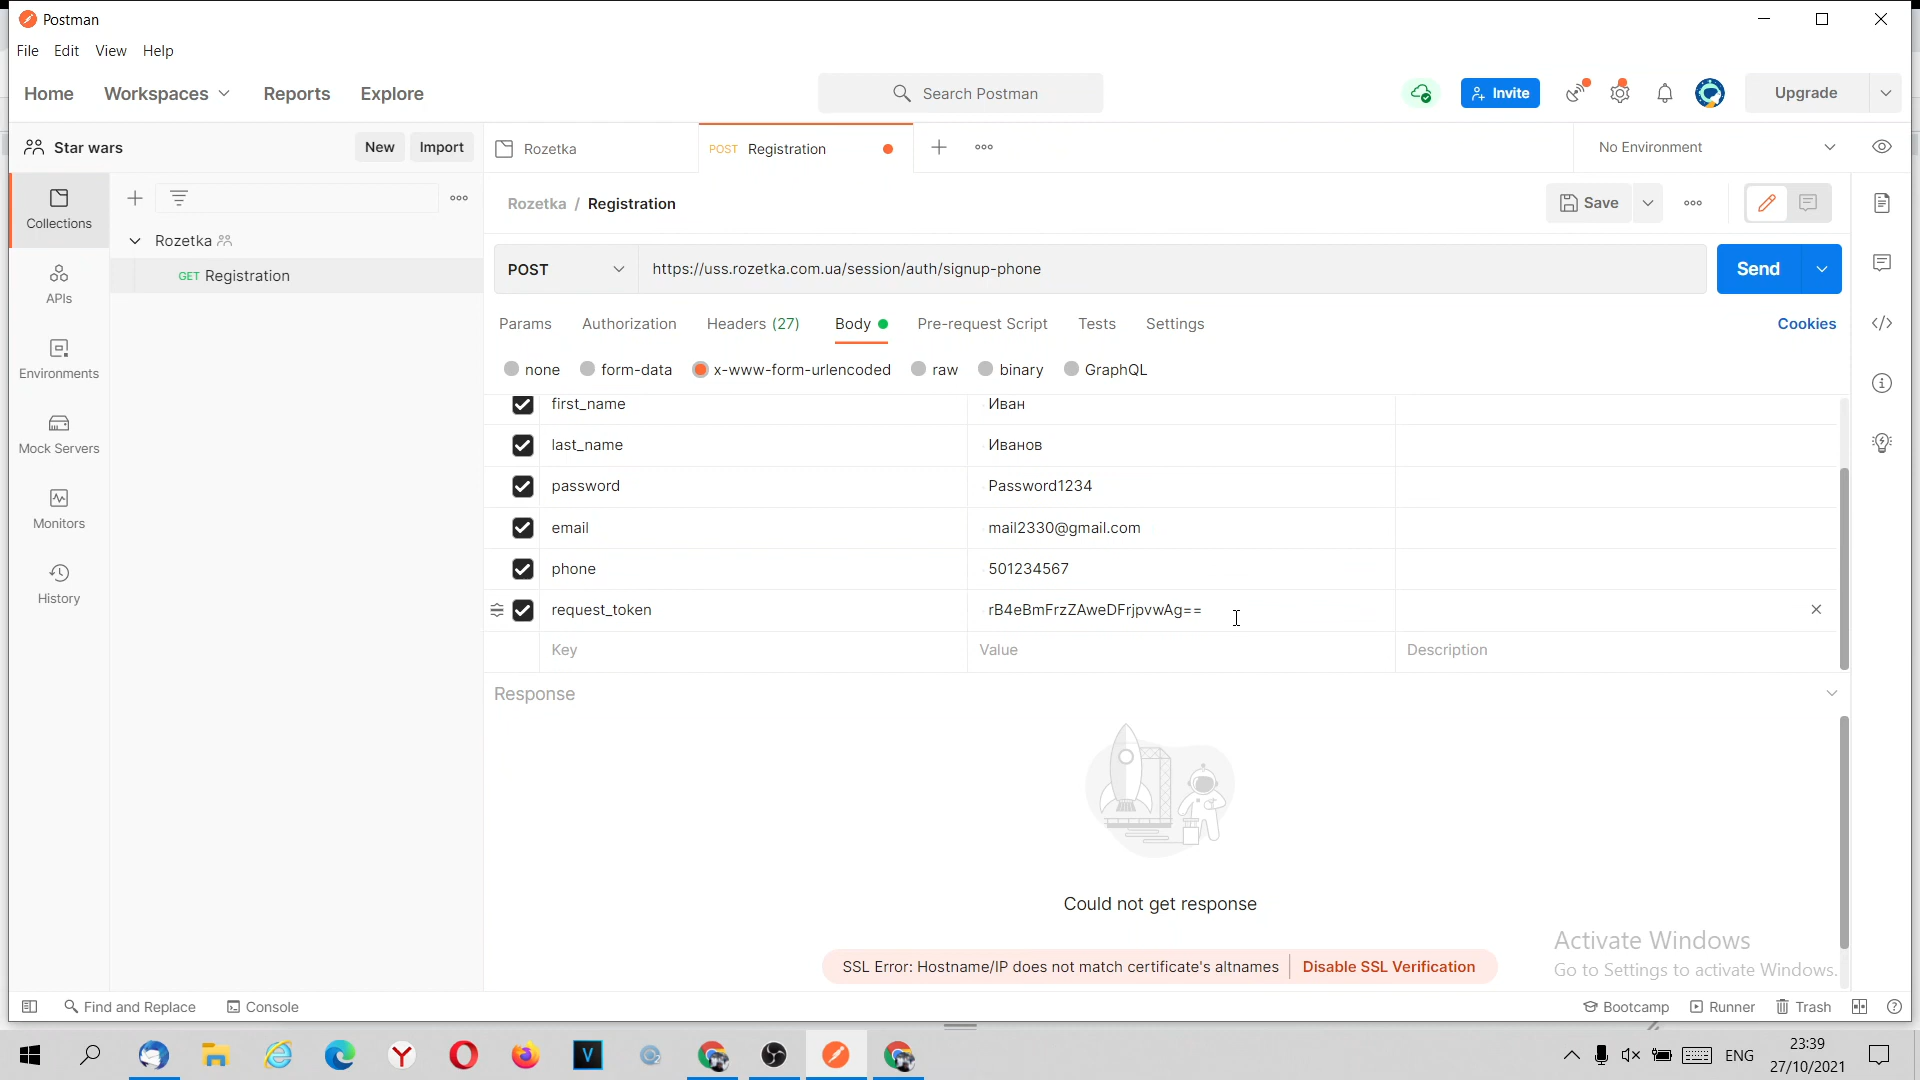 Postman
File Edit View Help
Home Workspaces Reports Explore
Search Postman
Invite
Upgrade
Star wars
New Import
Rozetka
POST Registration
No Environment
Collections
APIs
Environments
Mock Servers
Monitors
History
Rozetka
GET Registration
Rozetka / Registration
Save
POST
https://uss.rozetka.com.ua/session/auth/signup-phone
Send
Params Authorization Headers (27) Body Pre-request Script Tests Settings
Cookies
none form-data x-www-form-urlencoded raw binary GraphQL
first_name Иван
last_name Иванов
password Password1234
email mail2330@gmail.com
phone 501234567
request_token rB4eBmFrzZAweDFrjpvwAg==
Key Value Description
Response
Could not get response
SSL Error: Hostname/IP does not match certificate's altnames Disable SSL Verification
Activate Windows
Go to Settings to activate Windows.
Find and Replace Console
Bootcamp Runner Trash
ENG
23:39
27/10/2021